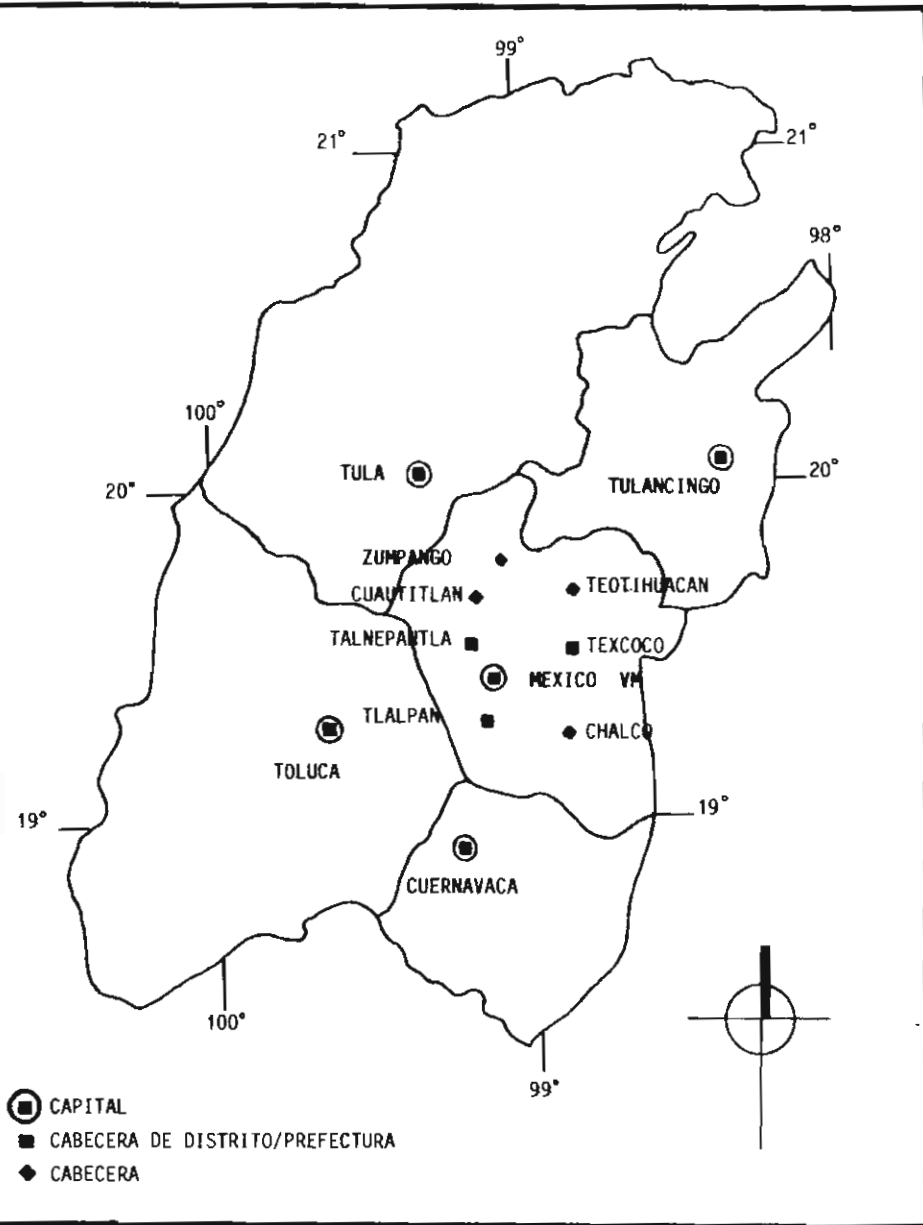 99°
21°
21°
98°
100°
20°
TULA
TULANCINGO
20°
ZUMPANGO
CUAUTITLAN
TEOTIHUACAN
TALNEPANTLA
TEXCOCO
MEXICO VM
TLALPAN
CHALCO
TOLUCA
19°
19°
CUERNAVACA
100°
99°
CAPITAL
CABECERA DE DISTRITO/PREFECTURA
CABECERA